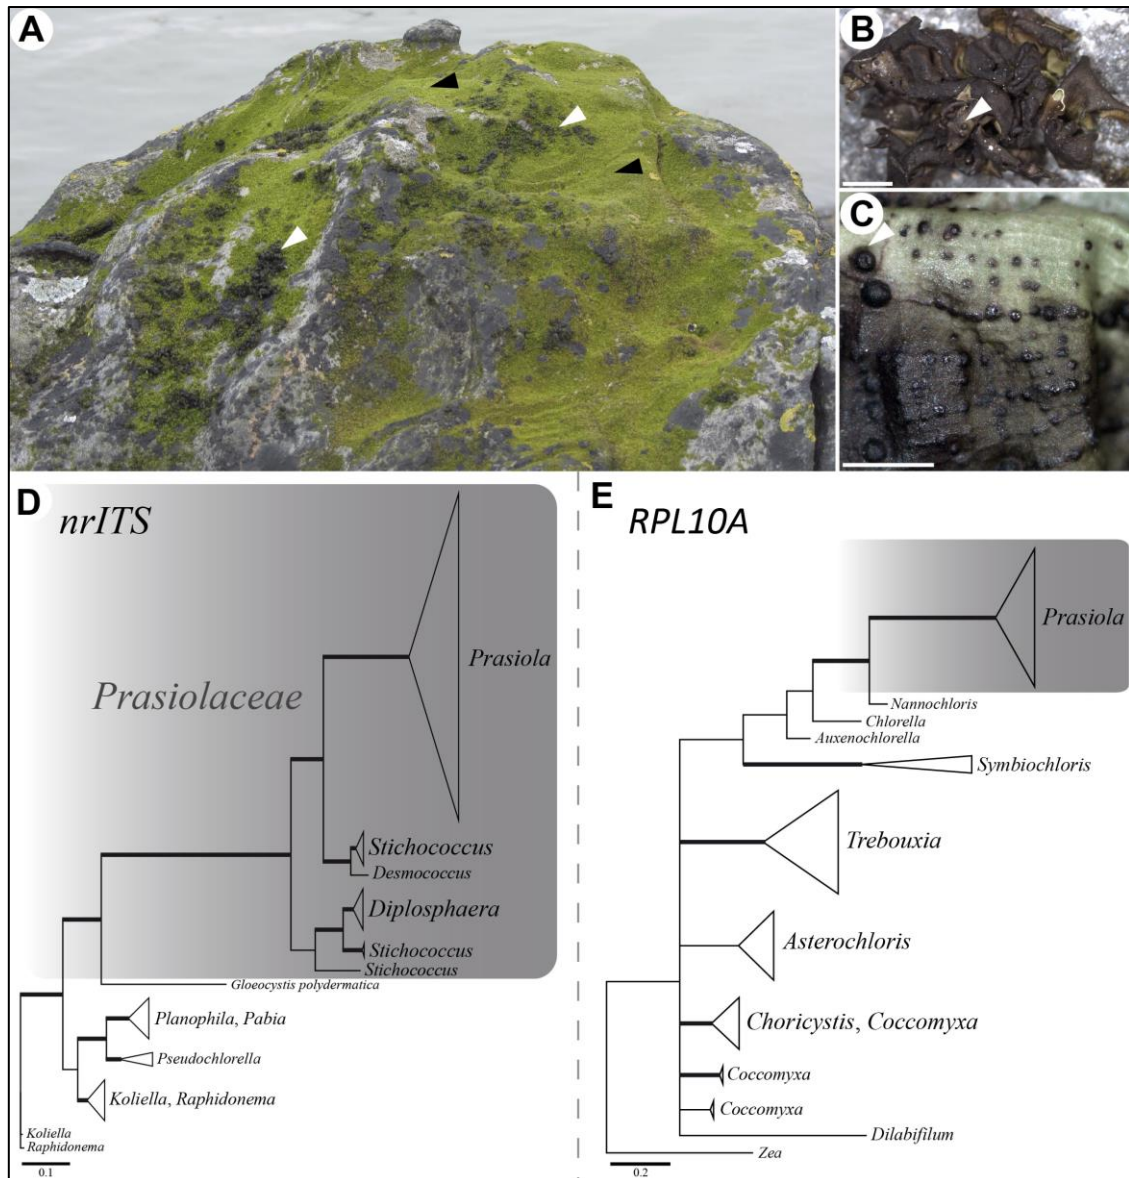 A
B
C
D
nrITS
Prasiola
Prasiolaceae
Stichococcus
Desmococcus
Diplosphaera
Stichococcus
Stichococcus
Gloeocystis polydermatica
Planophila, Pabia
Pseudochlorella
Koliella, Raphidonema
Koliella
Raphidonema
0.1
E
RPL10A
Prasiola
Nannochloris
Chlorella
Auxenochlorella
Symbiochloris
Trebouxia
Asterochloris
Choricystis, Coccomyxa
Coccomyxa
Coccomyxa
Dilabifilum
Zea
0.2